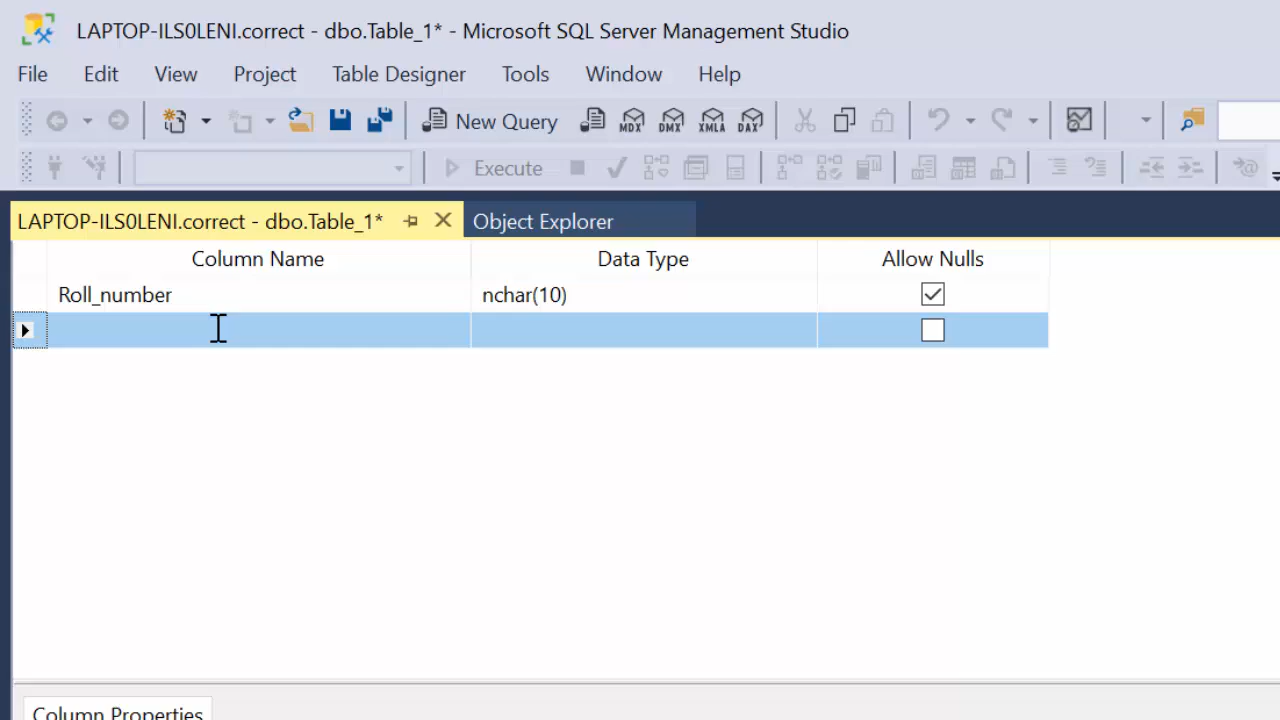 LAPTOP-ILS0LENI.correct - dbo.Table_1* - Microsoft SQL Server Management Studio
File Edit View Project Table Designer Tools Window Help
New Query MDX DMX XMLA DAX
Execute
LAPTOP-ILS0LENI.correct - dbo.Table_1* Object Explorer
Column Name Data Type Allow Nulls
Roll_number nchar(10)
Column Properties